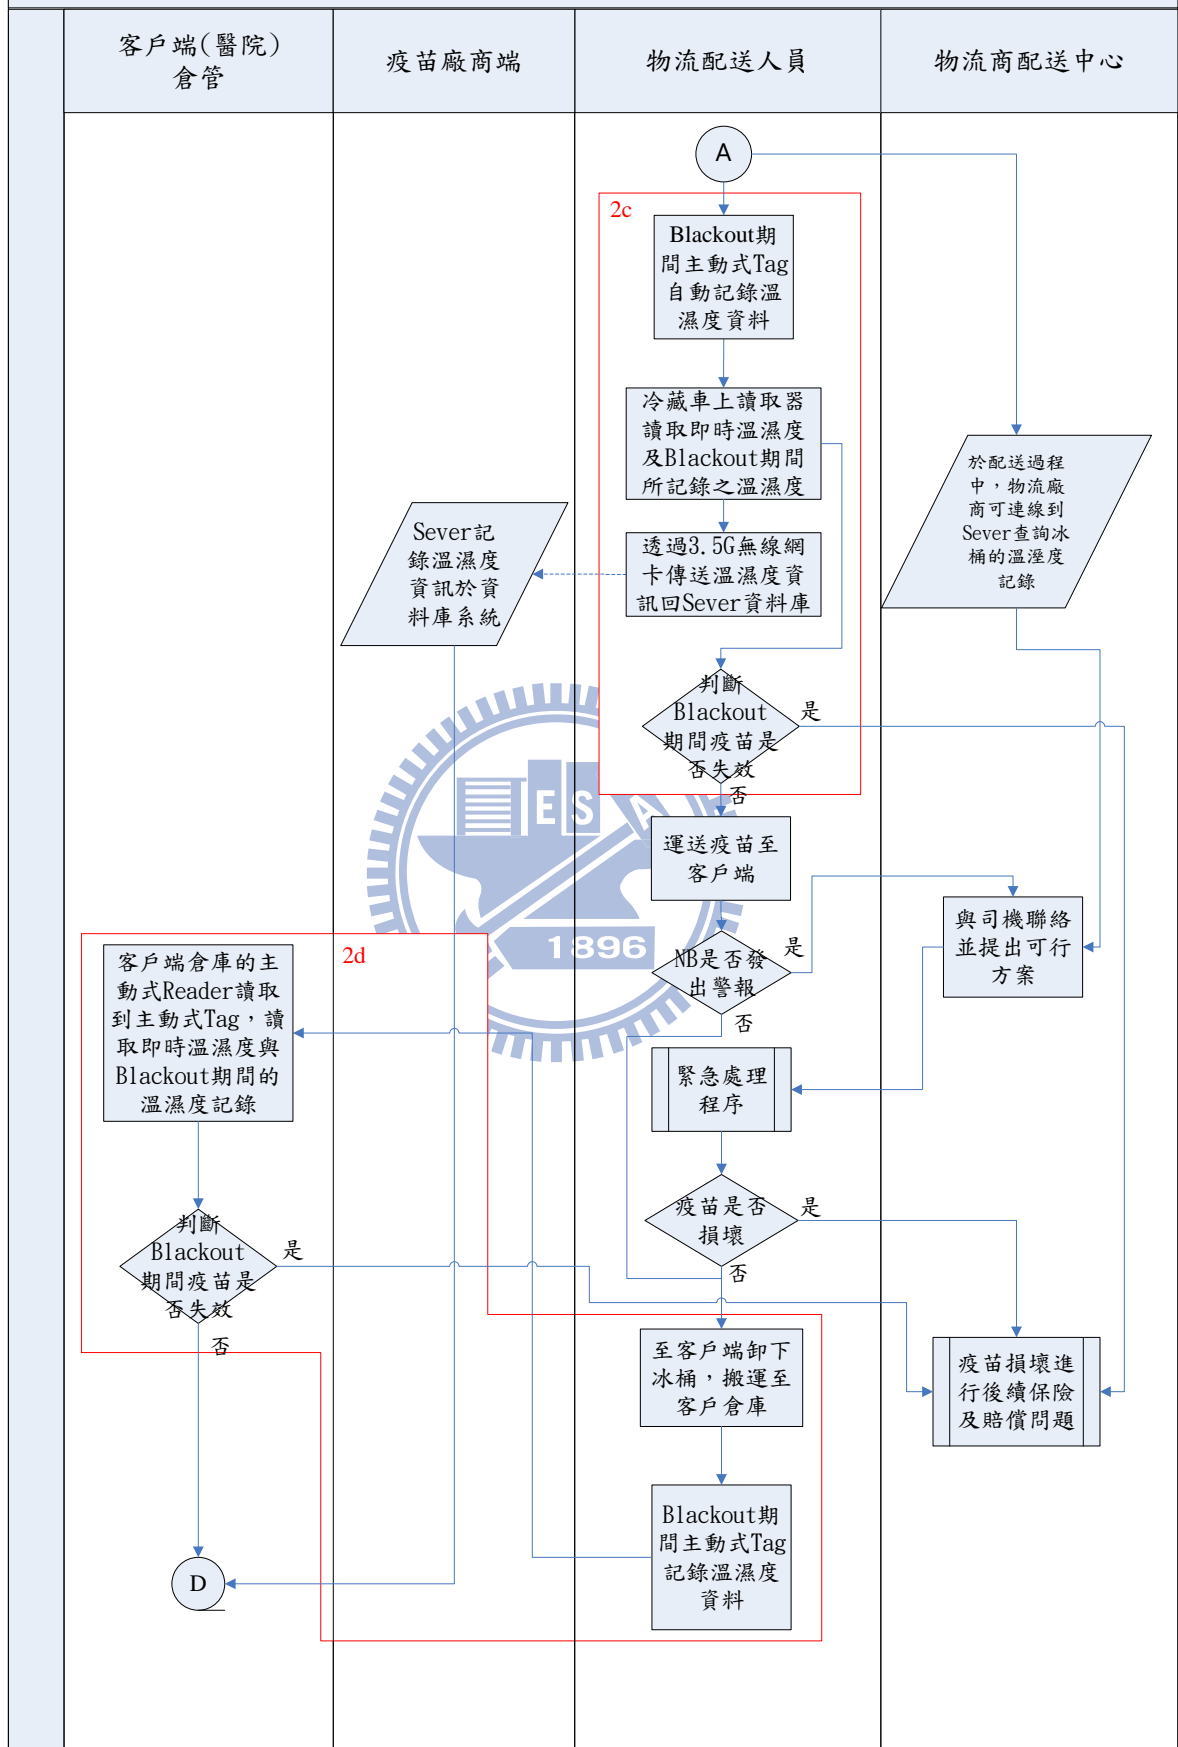 客戶端(醫院)
倉管
疫苗廠商端
物流配送人員
物流商配送中心
A
2c
Blackout期
間主動式Tag
自動記錄溫
濕度資料
冷藏車上讀取器
讀取即時溫濕度
及Blackout期間
所記錄之溫濕度
於配送過程
中，物流廠
商可連線到
Sever查詢冰
桶的溫溼度
記錄
Sever記
錄溫濕度
資訊於資
料庫系統
透過3.5G無線網
卡傳送溫濕度資
訊回Sever資料庫
判斷
Blackout
期間疫苗是
否失效
是
否
ESA
運送疫苗至
客戶端
1896
與司機聯絡
並提出可行
方案
NB是否發
出警報
是
否
2d
客戶端倉庫的主
動式Reader讀取
到主動式Tag，讀
取即時溫濕度與
Blackout期間的
溫濕度記錄
緊急處理
程序
疫苗是否
損壞
是
否
判斷
Blackout
期間疫苗是
否失效
是
否
至客戶端卸下
冰桶，搬運至
客戶倉庫
疫苗損壞進
行後續保險
及賠償問題
Blackout期
間主動式Tag
記錄溫濕度
資料
D